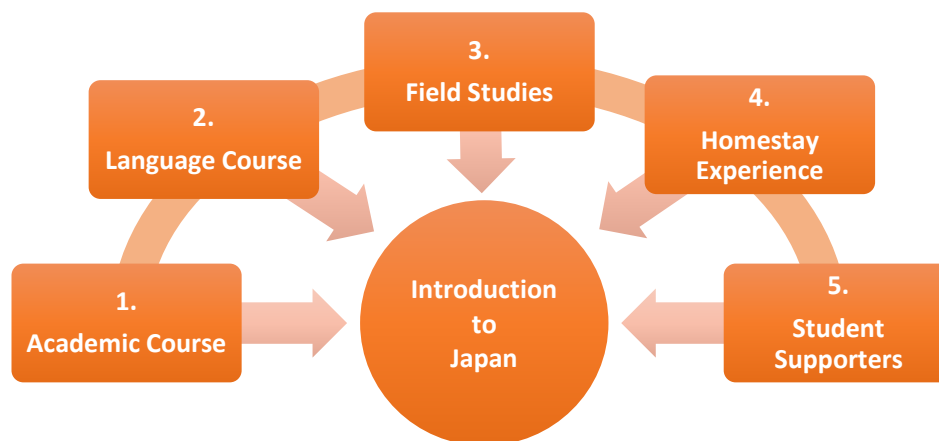 1.
Academic Course
2.
Language Course
3.
Field Studies
4.
Homestay
Experience
5.
Student
Supporters
Introduction
to
Japan